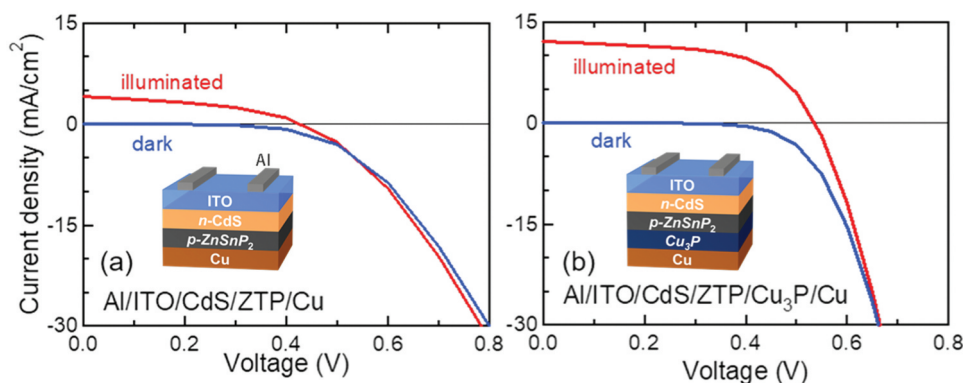 Current density (mA/cm²)
15
0
-15
-30
illuminated
dark
Al
ITO
n-CdS
p-ZnSnP₂
Cu
(a)
Al/ITO/CdS/ZTP/Cu
0.0 0.2 0.4 0.6 0.8
Voltage (V)
15
0
-15
-30
illuminated
dark
ITO
n-CdS
p-ZnSnP₂
Cu₃P
Cu
(b)
Al/ITO/CdS/ZTP/Cu₃P/Cu
0.0 0.2 0.4 0.6 0.8
Voltage (V)